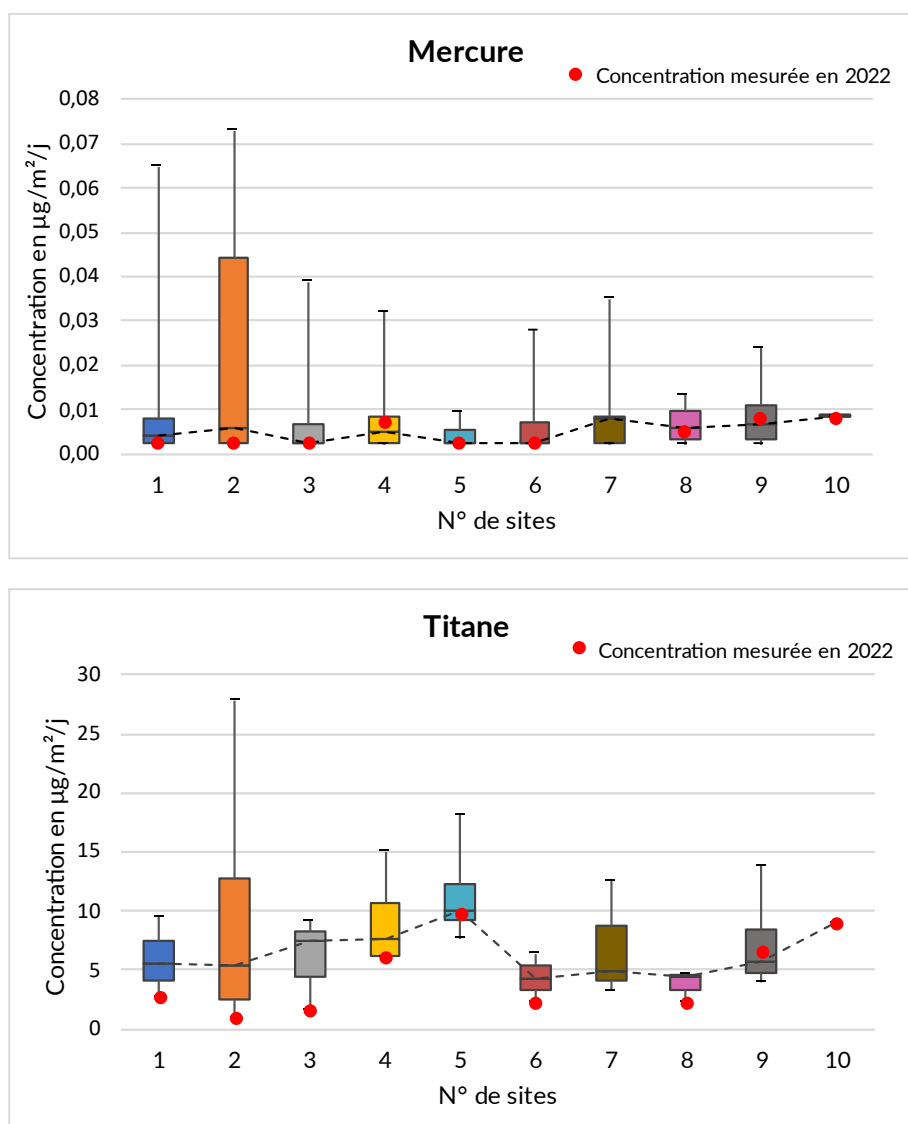 Mercure
Concentration mesurée en 2022
Concentration en µg/m²/j
0,08
0,07
0,06
0,05
0,04
0,03
0,02
0,01
0,00
1 2 3 4 5 6 7 8 9 10
N° de sites
Titane
Concentration mesurée en 2022
Concentration en µg/m²/j
30
25
20
15
10
5
0
1 2 3 4 5 6 7 8 9 10
N° de sites